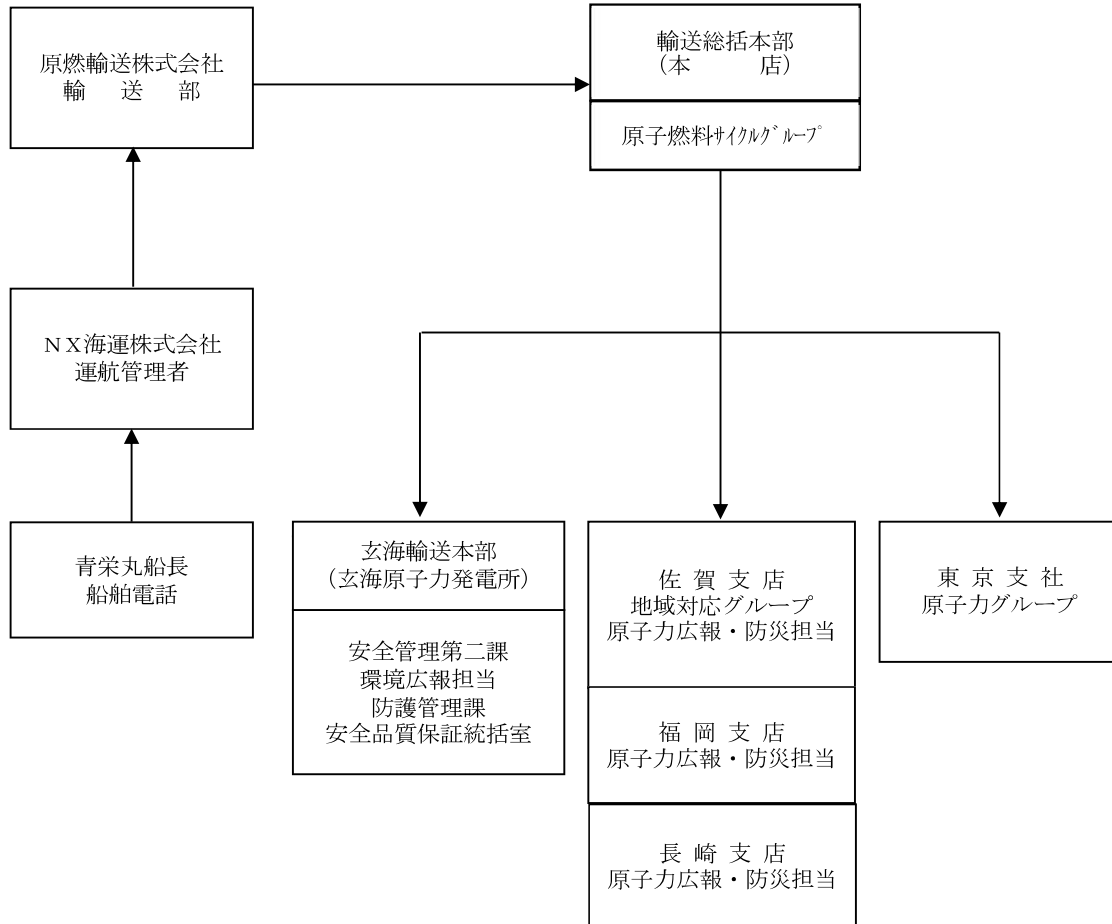 原燃輸送株式会社
輸　送　部
輸送総括本部
（本　　　店）
原子燃料ｻｲｸﾙｸﾞﾙｰﾌﾟ
ＮＸ海運株式会社
運航管理者
青栄丸船長
船舶電話
玄海輸送本部
（玄海原子力発電所）
安全管理第二課
環境広報担当
防護管理課
安全品質保証統括室
佐 賀 支 店
地域対応グループ
原子力広報・防災担当
福 岡 支 店
原子力広報・防災担当
長 崎 支 店
原子力広報・防災担当
東 京 支 社
原子力グループ